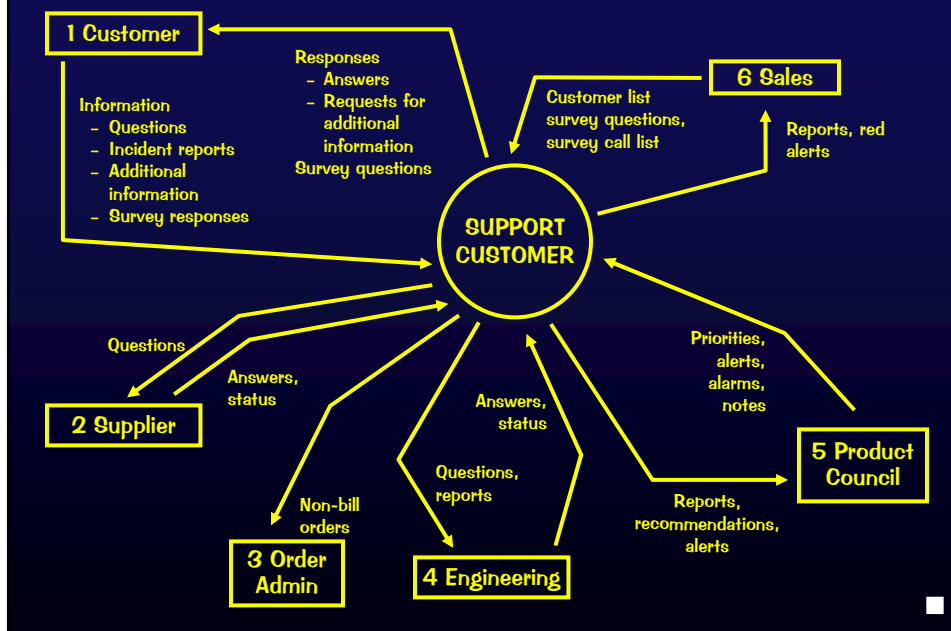 1 Customer
Responses
– Answers
– Requests for
additional
information
Survey questions
6 Sales
Customer list
survey questions,
survey call list
Reports, red
alerts
Information
– Questions
– Incident reports
– Additional
information
– Survey responses
SUPPORT
CUSTOMER
Questions
Answers,
status
2 Supplier
Priorities,
alerts,
alarms,
notes
Answers,
status
5 Product
Council
Questions,
reports
Non-bill
orders
Reports,
recommendations,
alerts
3 Order
Admin
4 Engineering